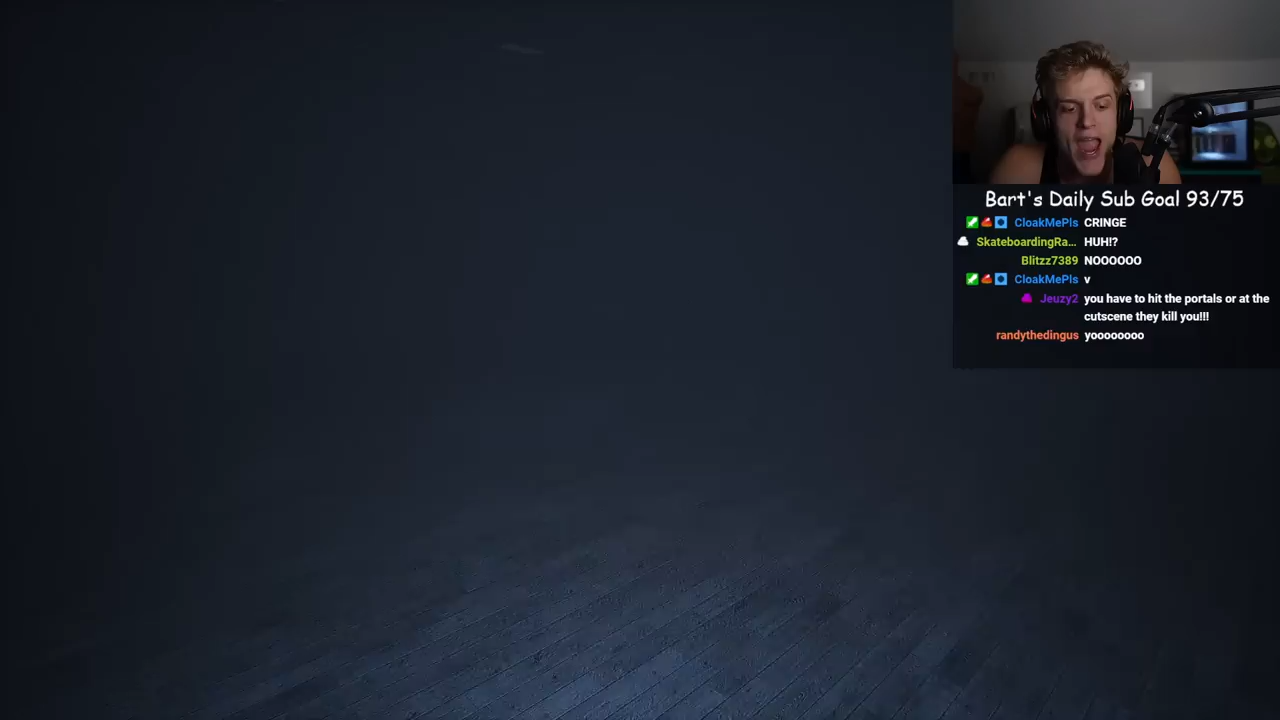 Bart's Daily Sub Goal 93/75
CloakMePls CRINGE
SkateboardingRa... HUH!?
Blitzz7389 NOOOOOO
CloakMePls v
Jeuzy2 you have to hit the portals or at the
cutscene they kill you!!!
randythedingus yoooooooo